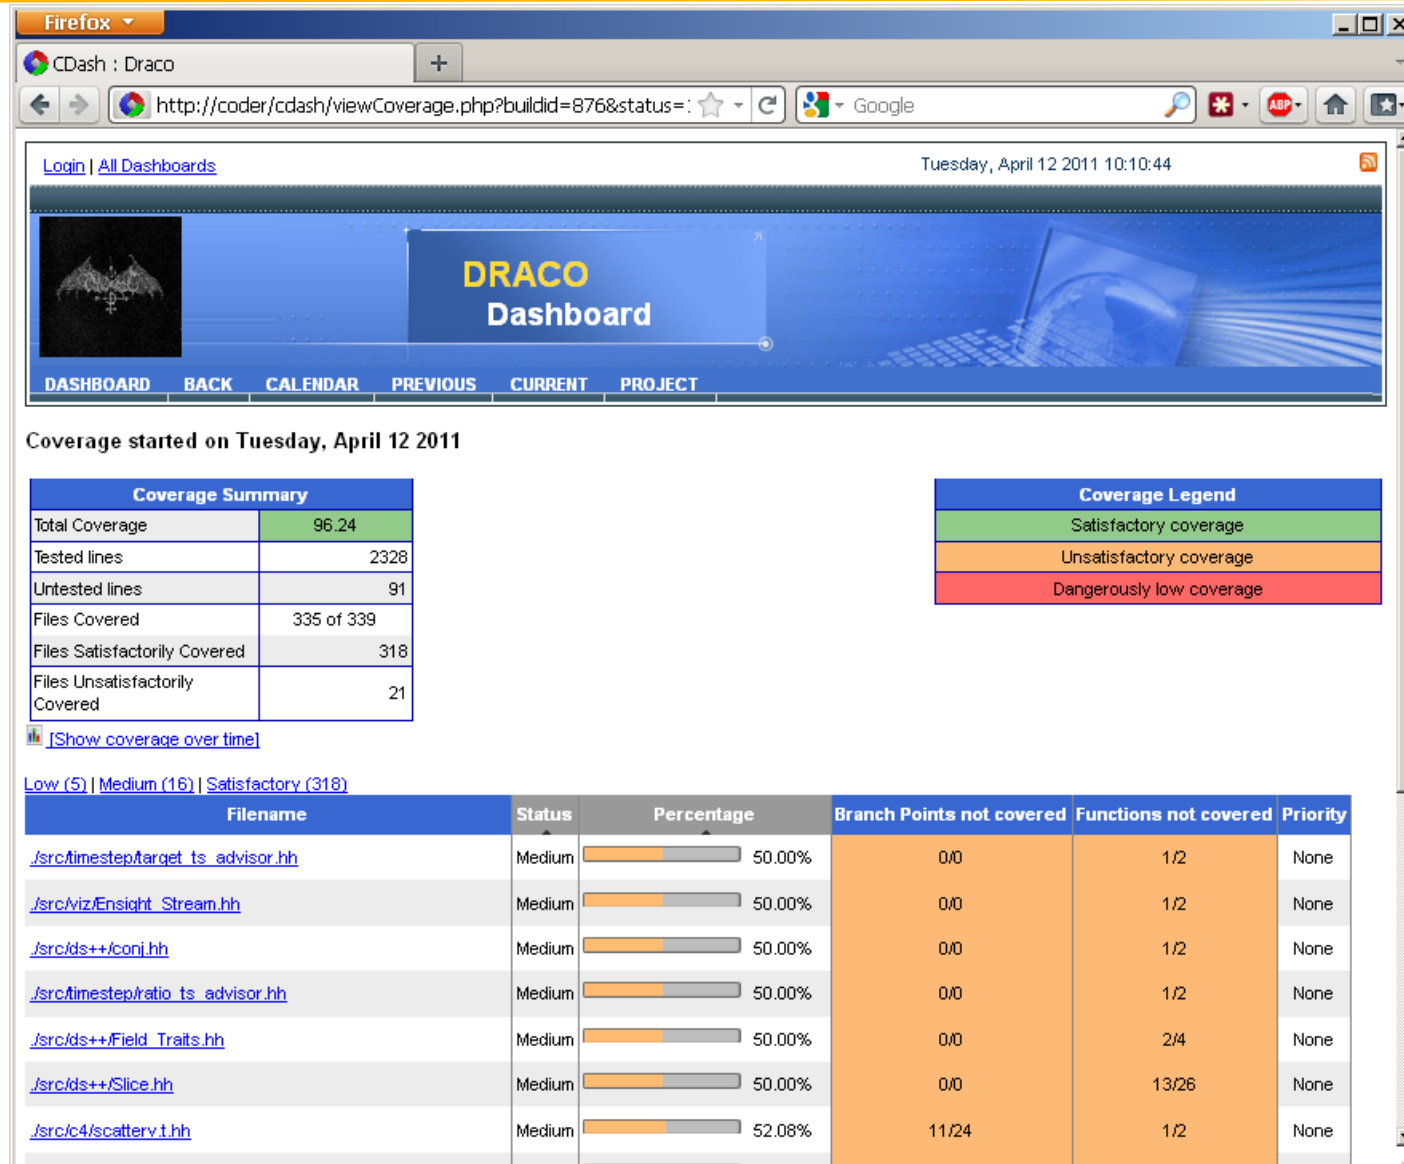 Firefox
CDash : Draco
http://coder/cdash/viewCoverage.php?buildid=876&status=
Google
ABP
Login | All Dashboards
Tuesday, April 12 2011 10:10:44
DRACO
Dashboard
DASHBOARD BACK CALENDAR PREVIOUS CURRENT PROJECT
Coverage started on Tuesday, April 12 2011
Coverage Summary
Total Coverage 96.24
Tested lines 2328
Untested lines 91
Files Covered 335 of 339
Files Satisfactorily Covered 318
Files Unsatisfactorily
Covered 21
Coverage Legend
Satisfactory coverage
Unsatisfactory coverage
Dangerously low coverage
[Show coverage over time]
Low (5) | Medium (16) | Satisfactory (318)
Filename Status Percentage Branch Points not covered Functions not covered Priority
./src/timestep/target_ts_advisor.hh Medium 50.00% 0/0 1/2 None
./src/viz/Ensight_Stream.hh Medium 50.00% 0/0 1/2 None
./src/ds++/conj.hh Medium 50.00% 0/0 1/2 None
./src/timestep/ratio_ts_advisor.hh Medium 50.00% 0/0 1/2 None
./src/ds++/Field_Traits.hh Medium 50.00% 0/0 2/4 None
./src/ds++/Slice.hh Medium 50.00% 0/0 13/26 None
./src/c4/scatterv.t.hh Medium 52.08% 11/24 1/2 None